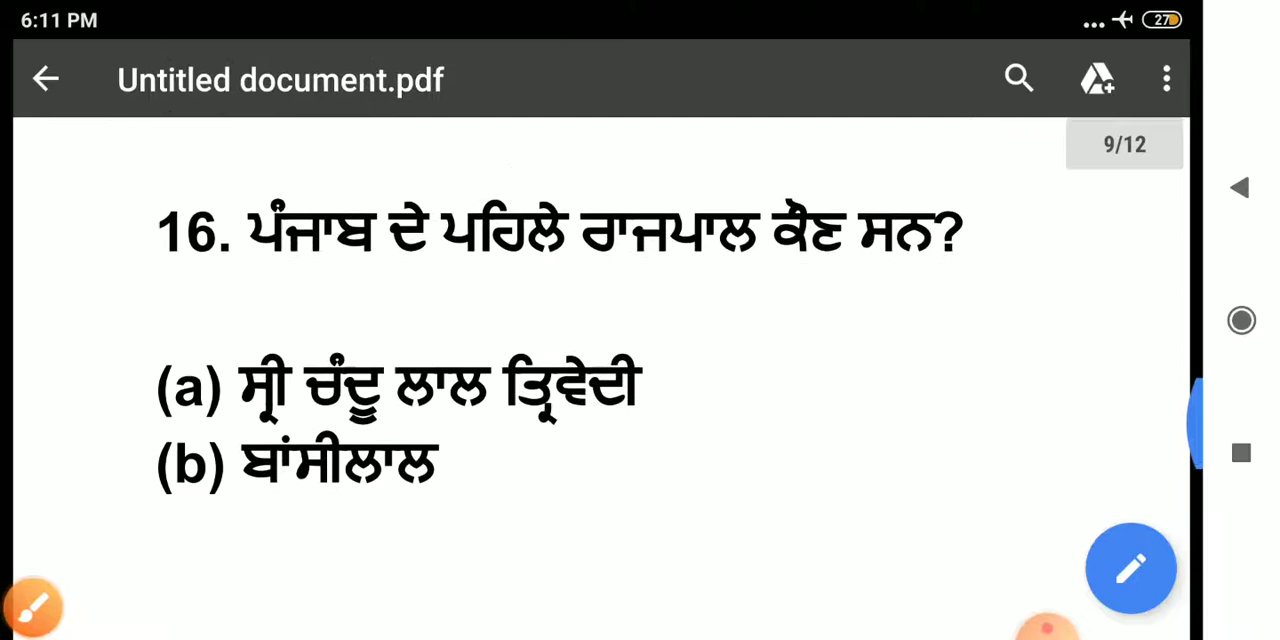 6:11 PM
27
Untitled document.pdf
9/12
16. ਪੰਜਾਬ ਦੇ ਪਹਿਲੇ ਰਾਜਪਾਲ ਕੌਣ ਸਨ?
(a) ਸ੍ਰੀ ਚੰਦੂ ਲਾਲ ਤ੍ਰਿਵੇਦੀ
(b) ਬਾਂਸੀਲਾਲ